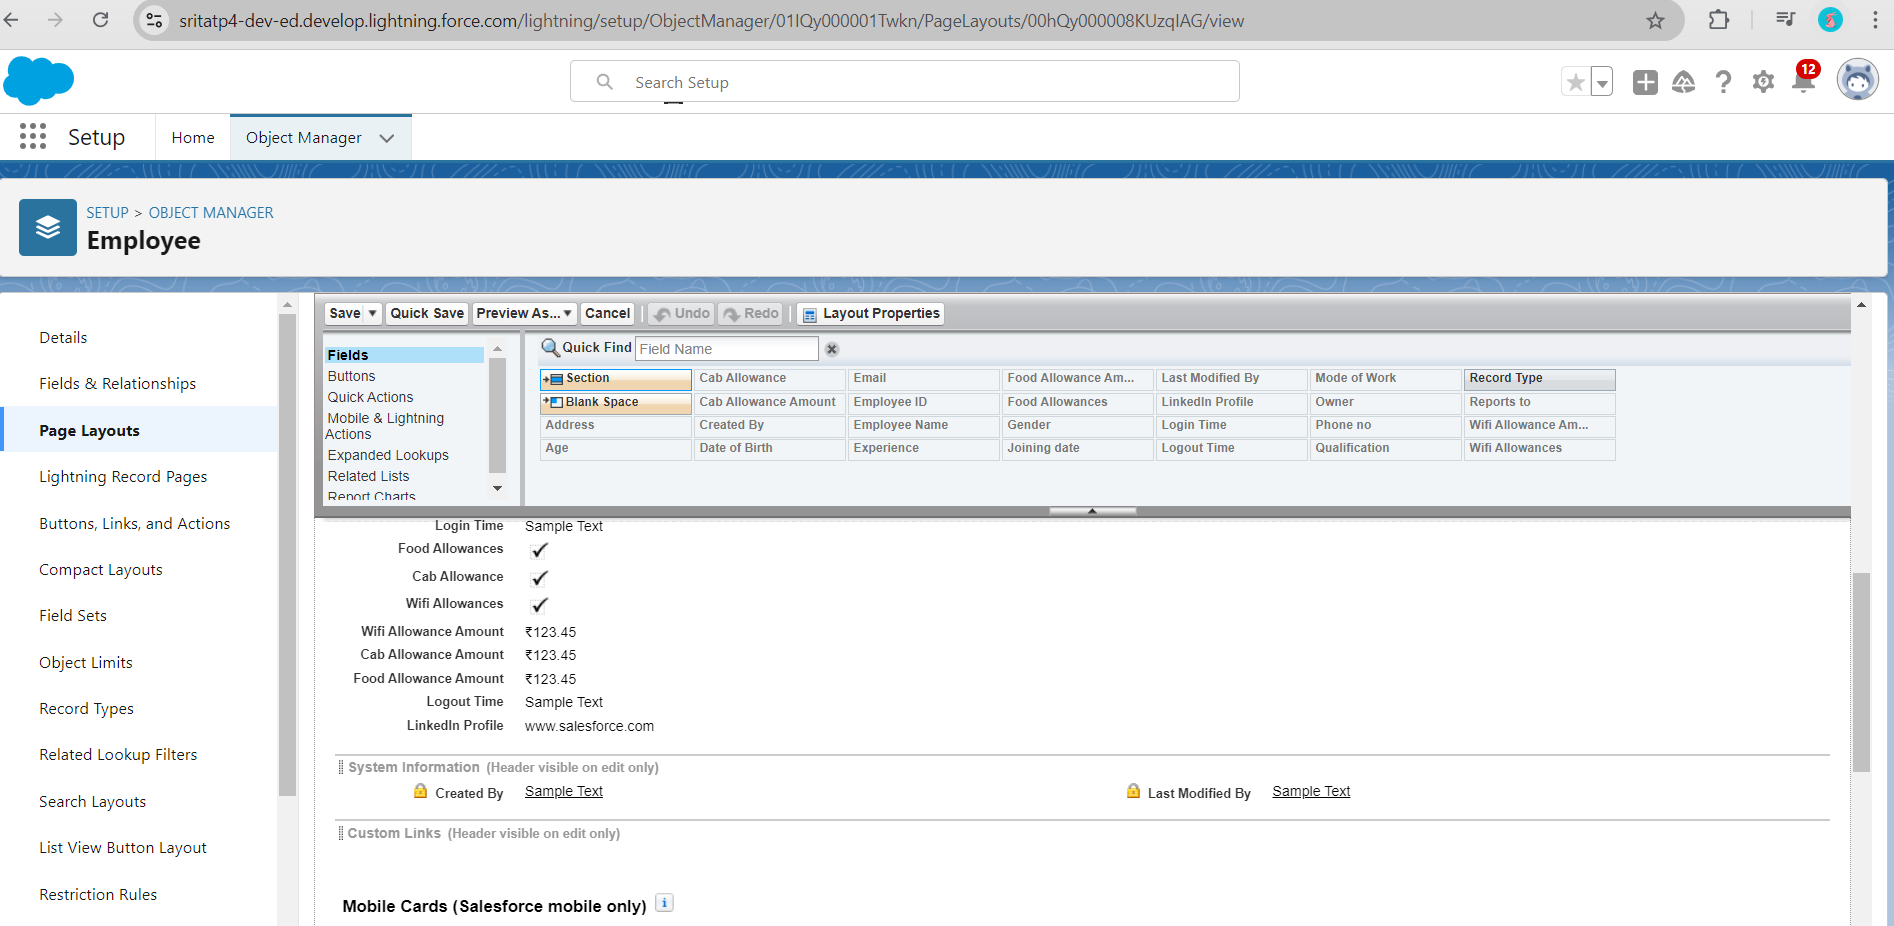 sritatp4-dev-ed.develop.lightning.force.com/lightning/setup/ObjectManager/01IQy000001Twkn/PageLayouts/00hQy000008KUzqIAG/view
Search Setup
12
Setup Home Object Manager
SETUP > OBJECT MANAGER
Employee
Details
Fields & Relationships
Page Layouts
Lightning Record Pages
Buttons, Links, and Actions
Compact Layouts
Field Sets
Object Limits
Record Types
Related Lookup Filters
Search Layouts
List View Button Layout
Restriction Rules
Save Quick Save Preview As... Cancel Undo Redo Layout Properties
Fields
Buttons
Quick Actions
Mobile & Lightning
Actions
Expanded Lookups
Related Lists
Report Charts
Quick Find Field Name
Section Cab Allowance Email Food Allowance Am... Last Modified By Mode of Work Record Type
Blank Space Cab Allowance Amount Employee ID Food Allowances LinkedIn Profile Owner Reports to
Address Created By Employee Name Gender Login Time Phone no Wifi Allowance Am...
Age Date of Birth Experience Joining date Logout Time Qualification Wifi Allowances
Login Time Sample Text
Food Allowances
Cab Allowance
Wifi Allowances
Wifi Allowance Amount ₹123.45
Cab Allowance Amount ₹123.45
Food Allowance Amount ₹123.45
Logout Time Sample Text
LinkedIn Profile www.salesforce.com
System Information (Header visible on edit only)
Created By Sample Text Last Modified By Sample Text
Custom Links (Header visible on edit only)
Mobile Cards (Salesforce mobile only) i